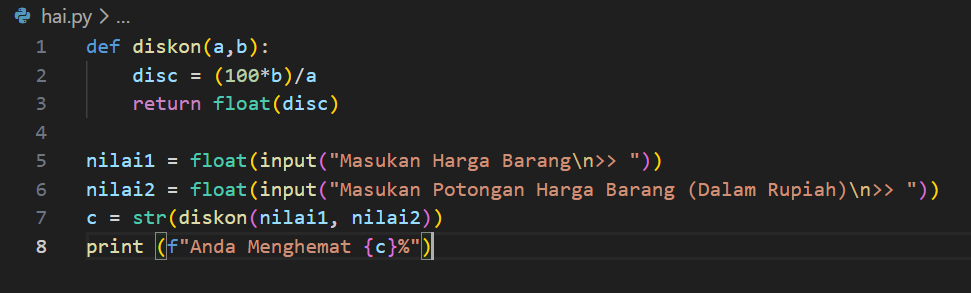 hai.py > ...
1 def diskon(a,b):
2     disc = (100*b)/a
3     return float(disc)
4
5 nilai1 = float(input("Masukan Harga Barang\n>> "))
6 nilai2 = float(input("Masukan Potongan Harga Barang (Dalam Rupiah)\n>> "))
7 c = str(diskon(nilai1, nilai2))
8 print (f"Anda Menghemat {c}%")